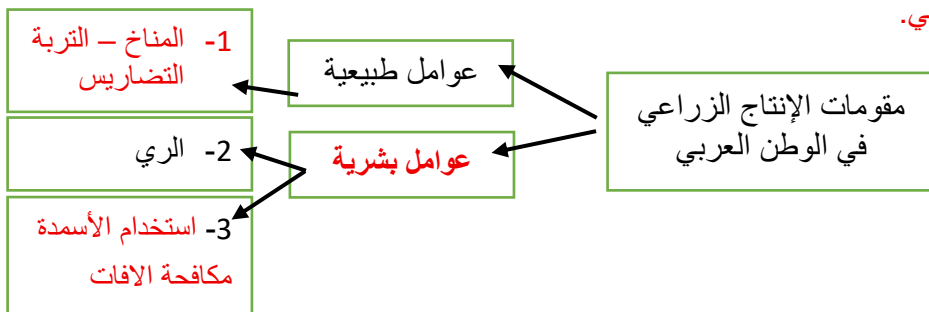 ي.
مقومات الإنتاج الزراعي
في الوطن العربي
عوامل طبيعية
عوامل بشرية
1- المناخ – التربة
التضاريس
2- الري
3- استخدام الأسمدة
مكافحة الافات